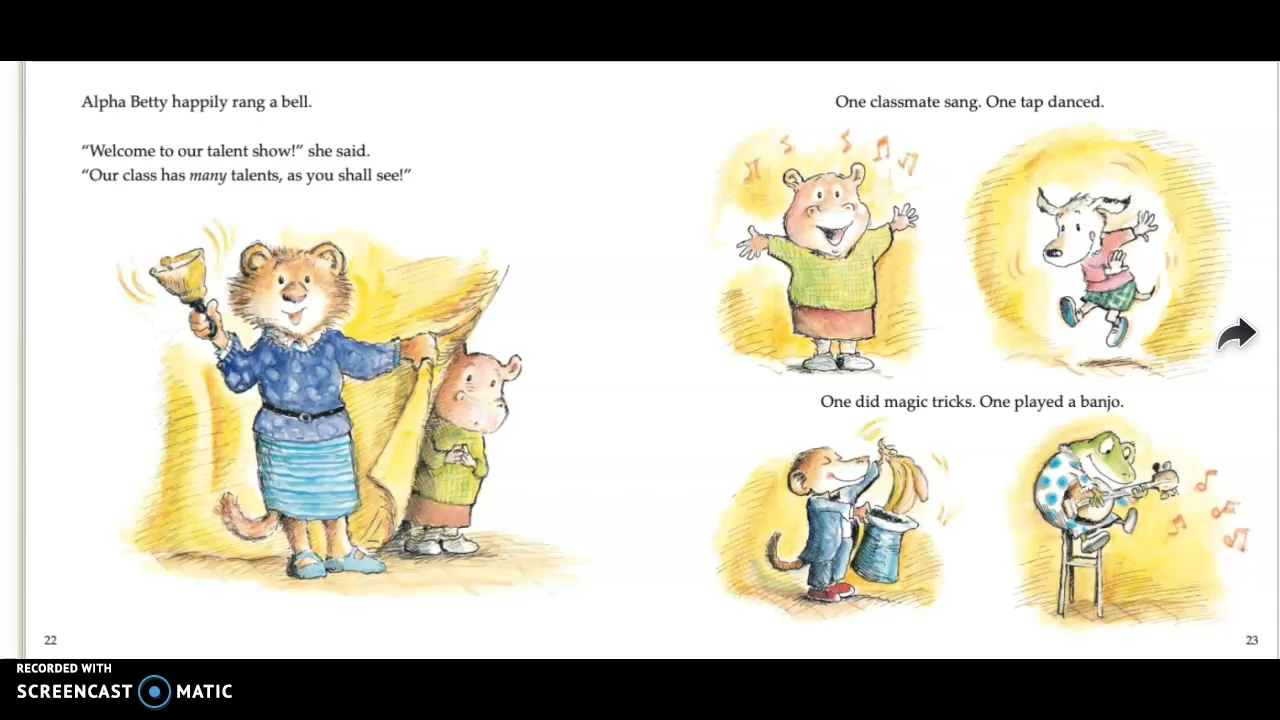 Alpha Betty happily rang a bell.
“Welcome to our talent show!” she said.
“Our class has many talents, as you shall see!”
22
One classmate sang. One tap danced.
One did magic tricks. One played a banjo.
23
RECORDED WITH
SCREENCAST MATIC